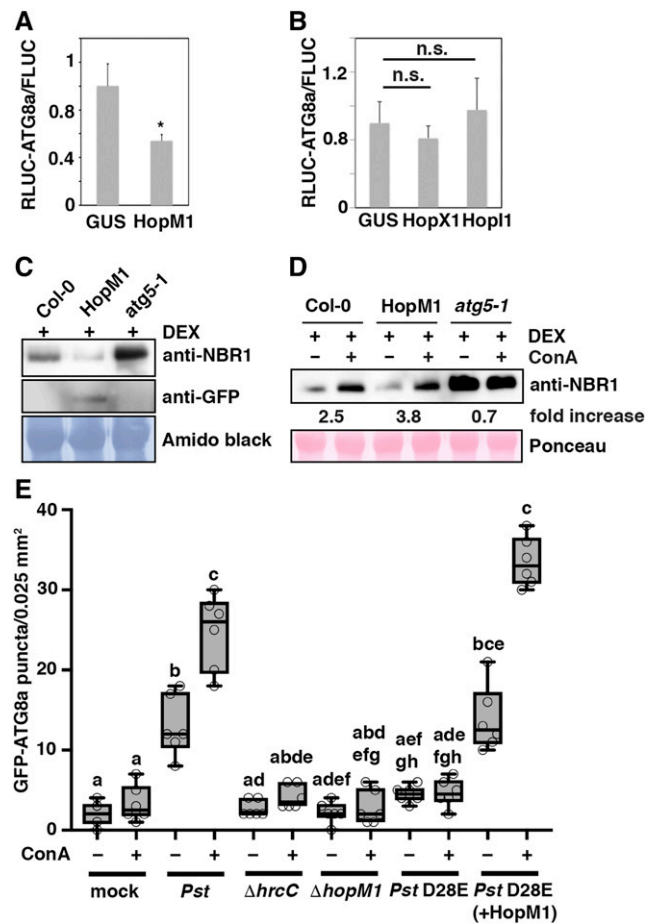 A
RLUC-ATG8a/FLUC
1
0.8
0.4
0
*
GUS HopM1
B
RLUC-ATG8a/FLUC
1.2
0.8
0
n.s.
n.s.
GUS HopX1 HopI1
C
Col-0 HopM1 atg5-1
+ + + DEX
anti-NBR1
anti-GFP
Amido black
D
Col-0 HopM1 atg5-1
+ + + + + + DEX
− + − + − + ConA
anti-NBR1
2.5 3.8 0.7 fold increase
Ponceau
E
GFP-ATG8a puncta/0.025 mm²
40
30
20
10
0
a a b c ad abde adef abd
efg aef
gh ade
fgh bce c
ConA − + − + − + − + − + − +
mock Pst ΔhrcC ΔhopM1 Pst D28E Pst D28E
(+HopM1)